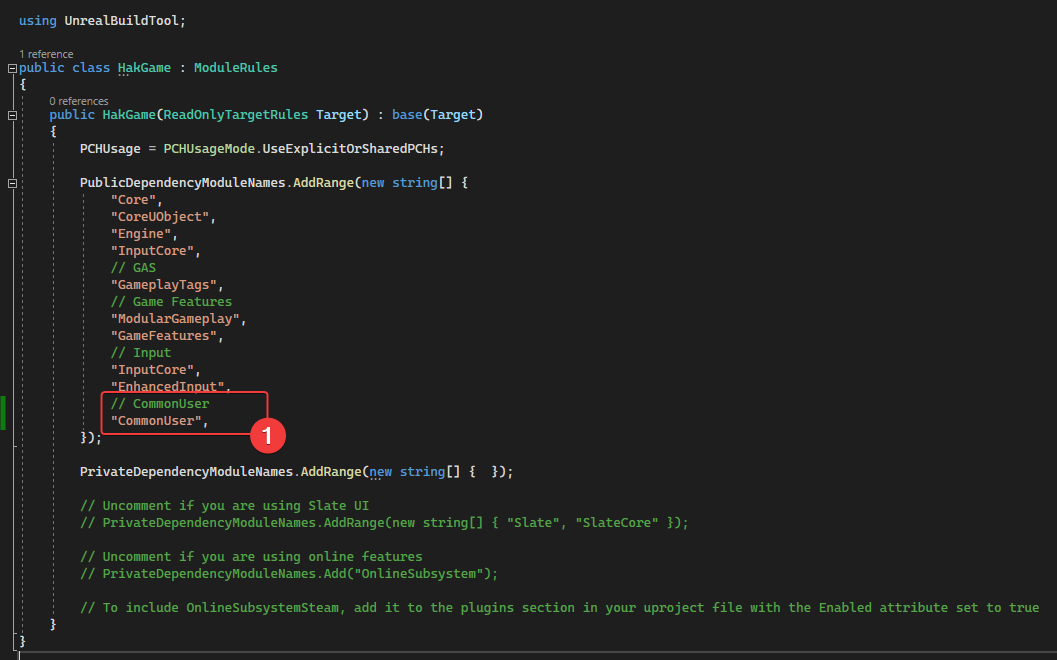 using UnrealBuildTool;
1 reference
public class HakGame : ModuleRules
{
0 references
public HakGame(ReadOnlyTargetRules Target) : base(Target)
{
PCHUsage = PCHUsageMode.UseExplicitOrSharedPCHs;
PublicDependencyModuleNames.AddRange(new string[] {
"Core",
"CoreUObject",
"Engine",
"InputCore",
// GAS
"GameplayTags",
// Game Features
"ModularGameplay",
"GameFeatures",
// Input
"InputCore",
"EnhancedInput",
// CommonUser
"CommonUser",
1
});
PrivateDependencyModuleNames.AddRange(new string[] {  });
// Uncomment if you are using Slate UI
// PrivateDependencyModuleNames.AddRange(new string[] { "Slate", "SlateCore" });
// Uncomment if you are using online features
// PrivateDependencyModuleNames.Add("OnlineSubsystem");
// To include OnlineSubsystemSteam, add it to the plugins section in your uproject file with the Enabled attribute set to true
}
}